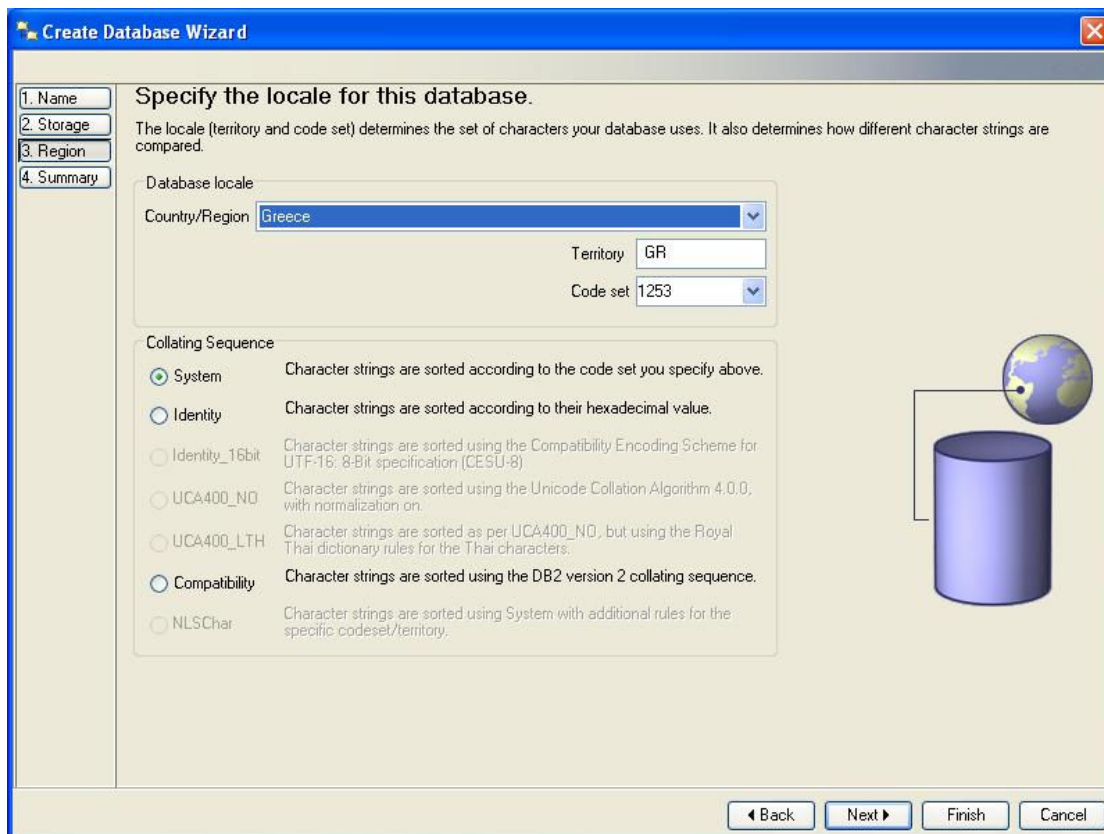 Create Database Wizard
1. Name
2. Storage
3. Region
4. Summary
Specify the locale for this database.
The locale (territory and code set) determines the set of characters your database uses. It also determines how different character strings are
compared.
Database locale
Country/Region Greece
Territory GR
Code set 1253
Collating Sequence
System Character strings are sorted according to the code set you specify above.
Identity Character strings are sorted according to their hexadecimal value.
Identity_16bit Character strings are sorted using the Compatibility Encoding Scheme for
UTF-16: 8-Bit specification (CESU-8)
UCA400_NO Character strings are sorted using the Unicode Collation Algorithm 4.0.0,
with normalization on.
UCA400_LTH Character strings are sorted as per UCA400_NO, but using the Royal
Thai dictionary rules for the Thai characters.
Compatibility Character strings are sorted using the DB2 version 2 collating sequence.
NLSChar Character strings are sorted using System with additional rules for the
specific codeset/territory.
Back Next Finish Cancel